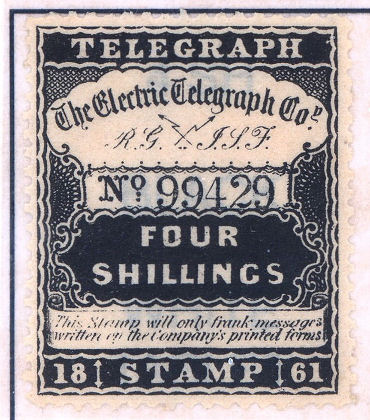 TELEGRAPH
The Electric Telegraph Coy.
R.G. J.S.F.
No 99429
FOUR
SHILLINGS
This Stamp will only frank messages
written on the Company's printed forms
18 STAMP 61